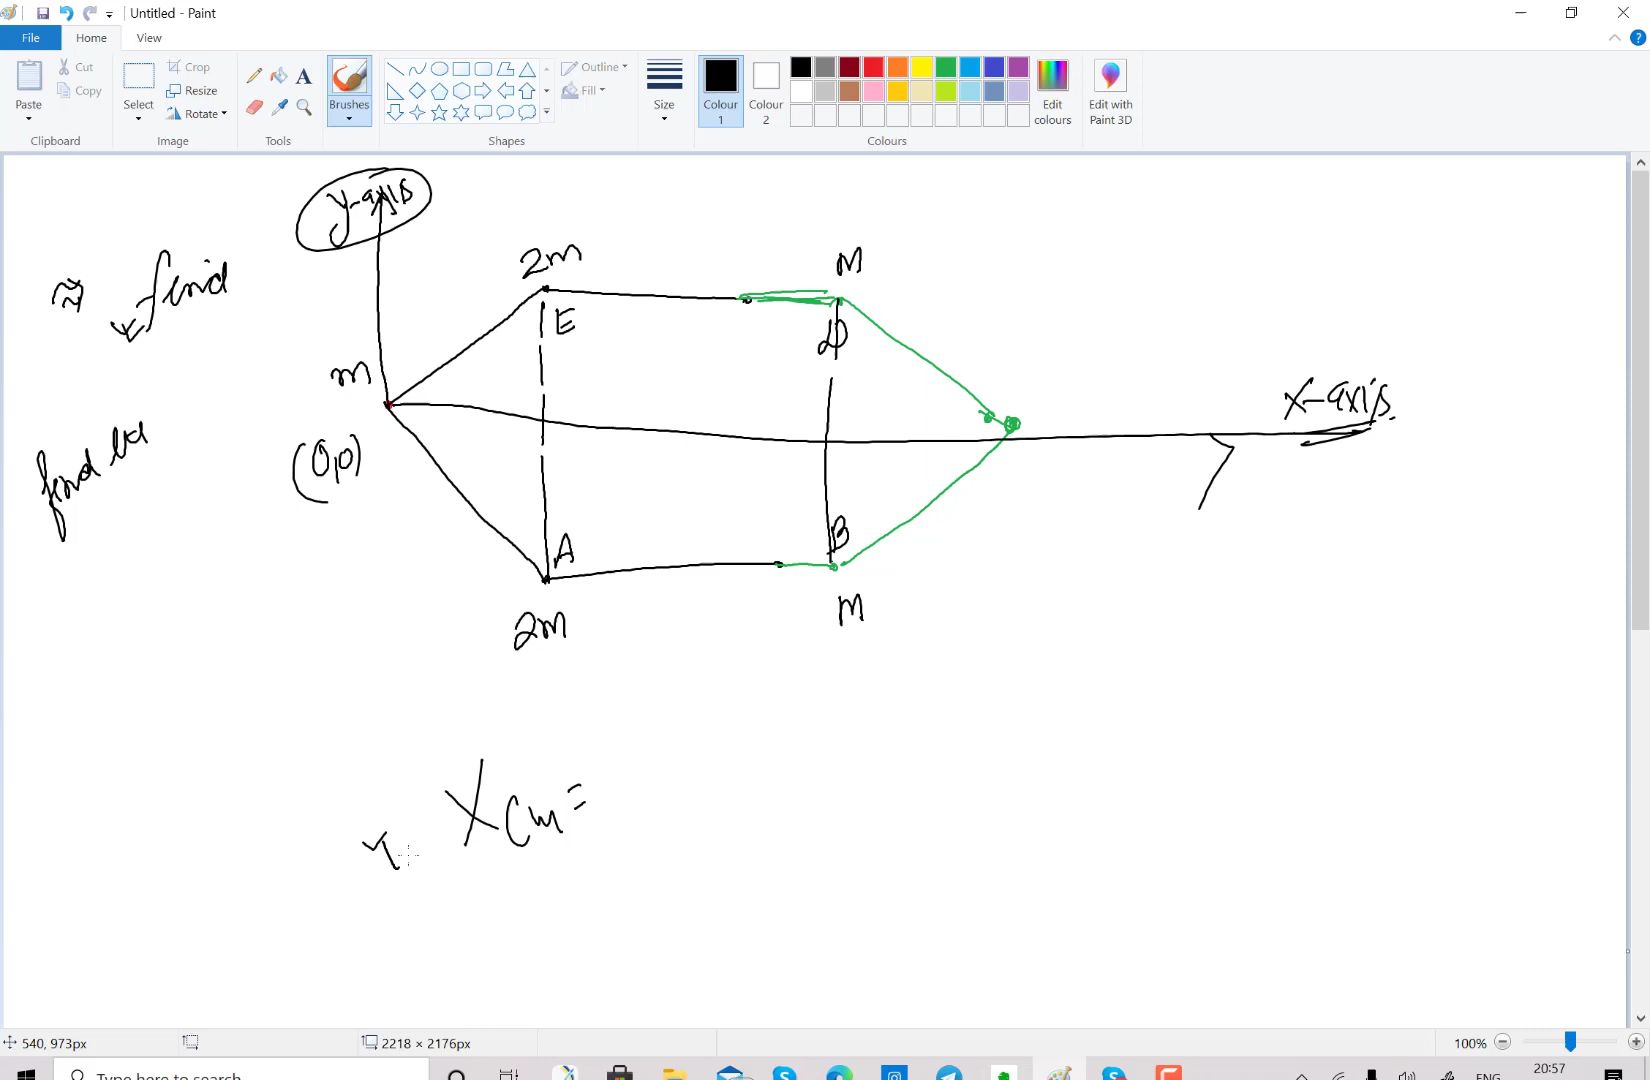 Untitled - Paint
File
Home
View
Paste
Cut
Copy
Clipboard
Select
Crop
Resize
Rotate
Image
A
Tools
Brushes
Shapes
Outline
Fill
Size
Colour
1
Colour
2
Edit
colours
Edit with
Paint 3D
Colours
y-axis
find
2m
M
E
D
m
x-axis
(0,0)
find
A
B
2m
M
Xcm=
540, 973px
2218 × 2176px
100%
Type here to search
ENG
20:57